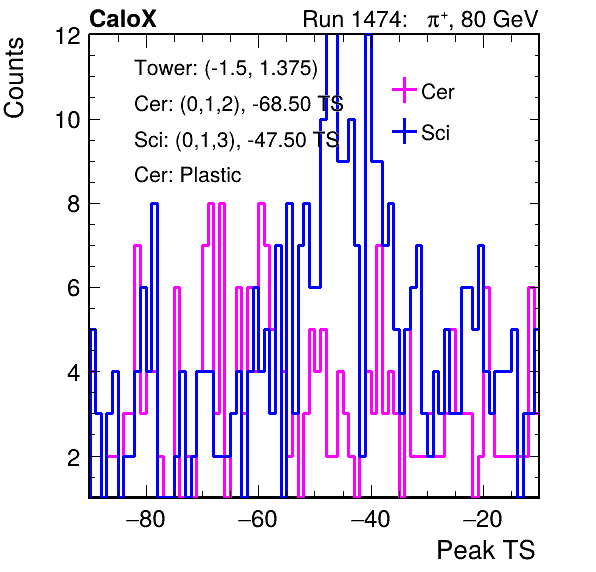 CaloX Run 1474: π⁺, 80 GeV
Counts
12
10
8
6
4
2
Tower: (-1.5, 1.375)
Cer: (0,1,2), -68.50 TS
Sci: (0,1,3), -47.50 TS
Cer: Plastic
Cer
Sci
−80 −60 −40 −20
Peak TS